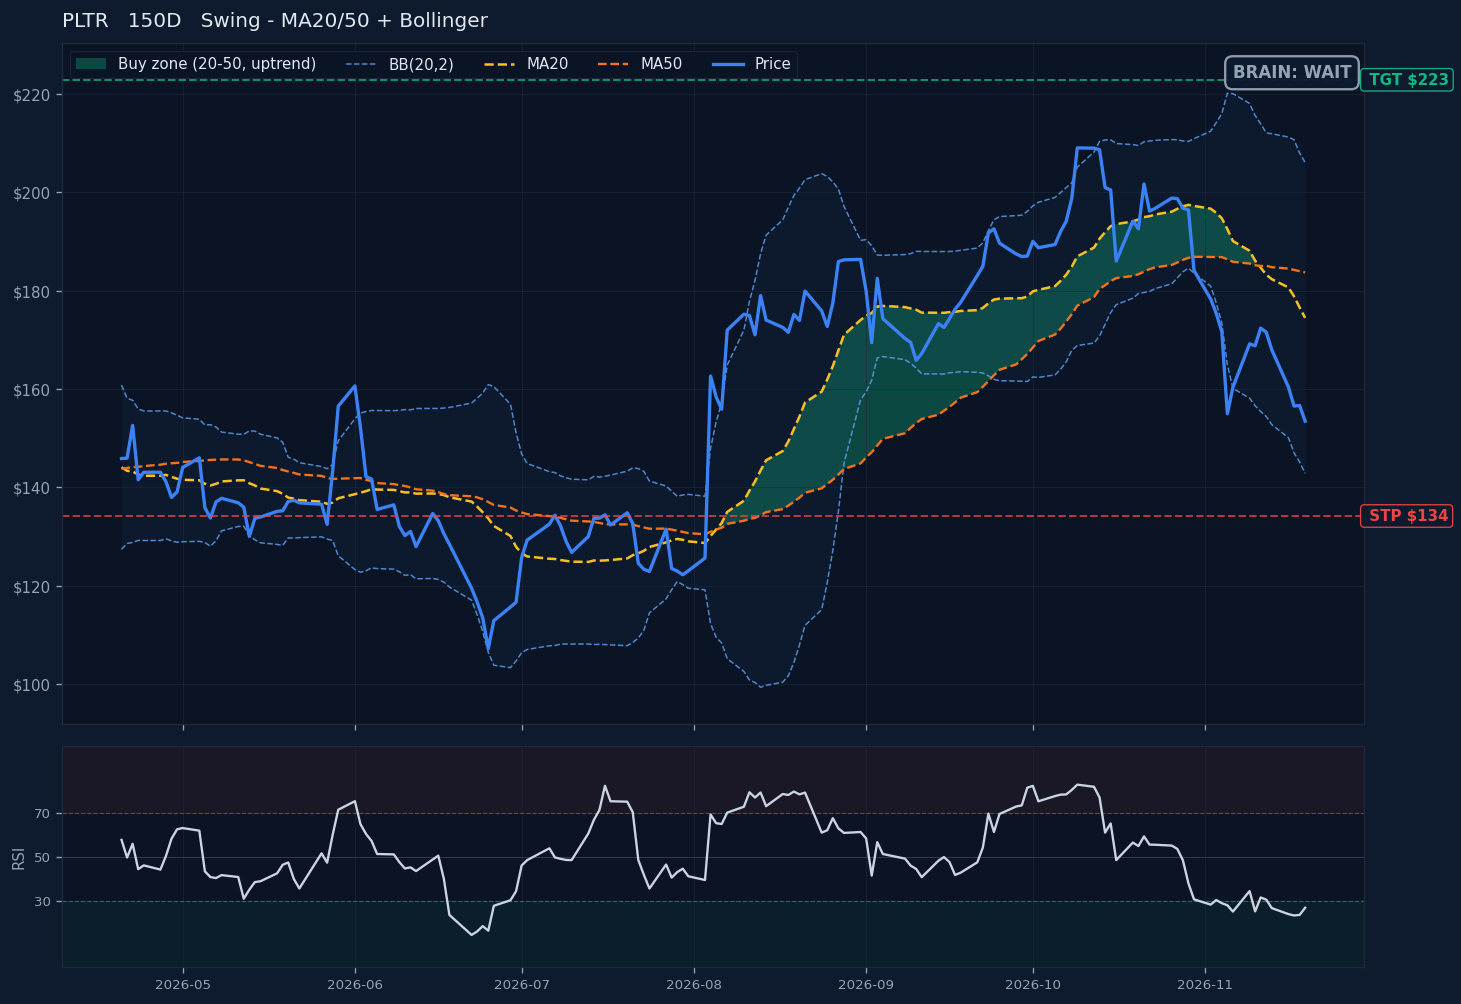 PLTR   150D   Swing - MA20/50 + Bollinger
Buy zone (20-50, uptrend)   BB(20,2)   MA20   MA50   Price
BRAIN: WAIT
TGT $223
$220
$200
$180
$160
$140
STP $134
$120
$100
RSI
70
50
30
2026-05   2026-06   2026-07   2026-08   2026-09   2026-10   2026-11